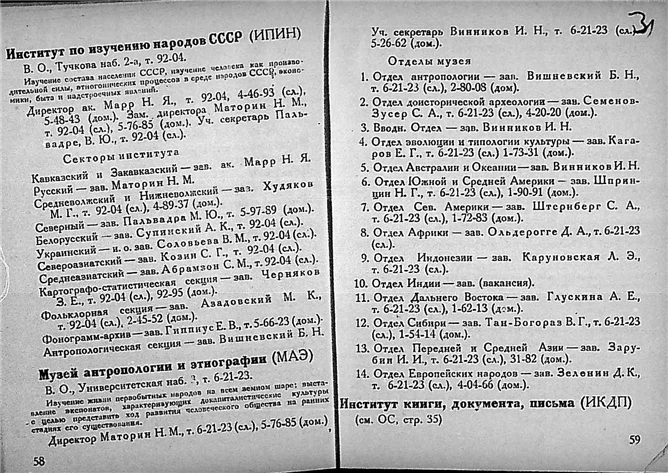 Институт по изучению народов СССР (ИПИН)
В. О., Тучкова наб. 2-а, т. 92-04.
Изучение состава населения СССР, изучение человека как произво-
дительной силы, этногонических процессов в среде народов СССР, эконо-
мики, быта и надстроечных явлений.
Директор ак. Марр Н. Я., т. 92-04, 4-46-93 (сл.),
5-48-43 (дом.). Зам. директора Маторин Н. М.,
т. 92-04 (сл.), 5-76-85 (дом.). Уч. секретарь Паль-
вадре, В. Ю., т. 92-04 (сл.).
Секторы института
Кавказский и Закавказский — зав. ак. Марр Н. Я.
Русский — зав. Маторин Н. М.
Средневолжский и Нижневолжский — зав. Худяков
М. Г., т. 92-04 (сл.), 4-89-37 (дом.).
Северный — зав. Пальвадра М. Ю., т. 5-97-89 (дом.).
Белорусский — зав. Супинский А. К., т. 92-04 (сл.).
Украинский — и. о. зав. Соловьева В. М., т. 92-04 (сл.).
Североазиатский — зав. Козин С. Г., т. 92-04 (сл.).
Среднеазиатский — зав. Абрамзон С. М., т. 92-04 (сл.).
Картографо-статистическая секция — зав. Черняков
З. Е., т. 92-04 (сл.), 92-95 (дом.).
Фольклорная секция — зав. Азадовский М. К.,
т. 92-04 (сл.), 2-45-52 (дом.).
Фонограмм-архив — зав. Гиппиус Е. В., т. 5-66-23 (дом.).
Антропологическая секция — зав. Вишневский Б. Н.
Музей антропологии и этнографии (МАЭ)
В. О., Университетская наб. 3, т. 6-21-23.
Изучение жизни первобытных народов на всем земном шаре: выста-
вление экспонатов, характеризующих докапиталистические культуры
с целью представить ход развития человеческого общества на ранних
стадиях его существования.
Директор Маторин Н. М., т. 6-21-23 (сл.), 5-76-85 (дом.)
58
Уч. секретарь Винников И. Н., т. 6-21-23 (сл.)
5-26-62 (дом.).
Отделы музея
1. Отдел антропологии — зав. Вишневский Б. Н.,
т. 6-21-23 (сл.), 2-80-08 (дом).
2. Отдел доисторической археологии — зав. Семенов-
Зусер С. А., т. 6-21-23 (сл.), 4-20-20 (дом.).
3. Вводн. Отдел — зав. Винников И. Н.
4. Отдел эволюции и типологии культуры — зав. Кага-
ров Е. Г., т. 6-21-23 (сл.) 1-73-31 (дом.).
5. Отдел Австралии и Океании — зав. Винников И. Н.
6. Отдел Южной и Средней Америки — зав. Шприн-
цин Н. Г., т. 6-21-23 (сл.), 1-90-91 (дом.).
7. Отдел Сев. Америки — зав. Штернберг С. А.,
т. 6-21-23 (сл.), 1-72-83 (дом.).
8. Отдел Африки — зав. Ольдерогге Д. А., т. 6-21-23
(сл.).
9. Отдел Индонезии — зав. Каруновская Л. Э.,
т. 6-21-23 (сл.).
10. Отдел Индии — зав. (вакансия).
11. Отдел Дальнего Востока — зав. Глускина А. Е.,
т. 6-21-23 (сл.), 1-62-13 (дом.).
12. Отдел Сибири — зав. Тан-Богораз В. Г., т. 6-21-23
(сл.), 1-54-14 (дом.).
13. Отдел Передней и Средней Азии — зав. Зару-
бин И. И., т. 6-21-23 (сл.), 31-82 (дом.).
14. Отдел Европейских народов — зав. Зеленин Д. К.,
т. 6-21-23 (сл.), 4-04-66 (дом.).
Институт книги, документа, письма (ИКДП)
(см. ОС, стр. 35)
59